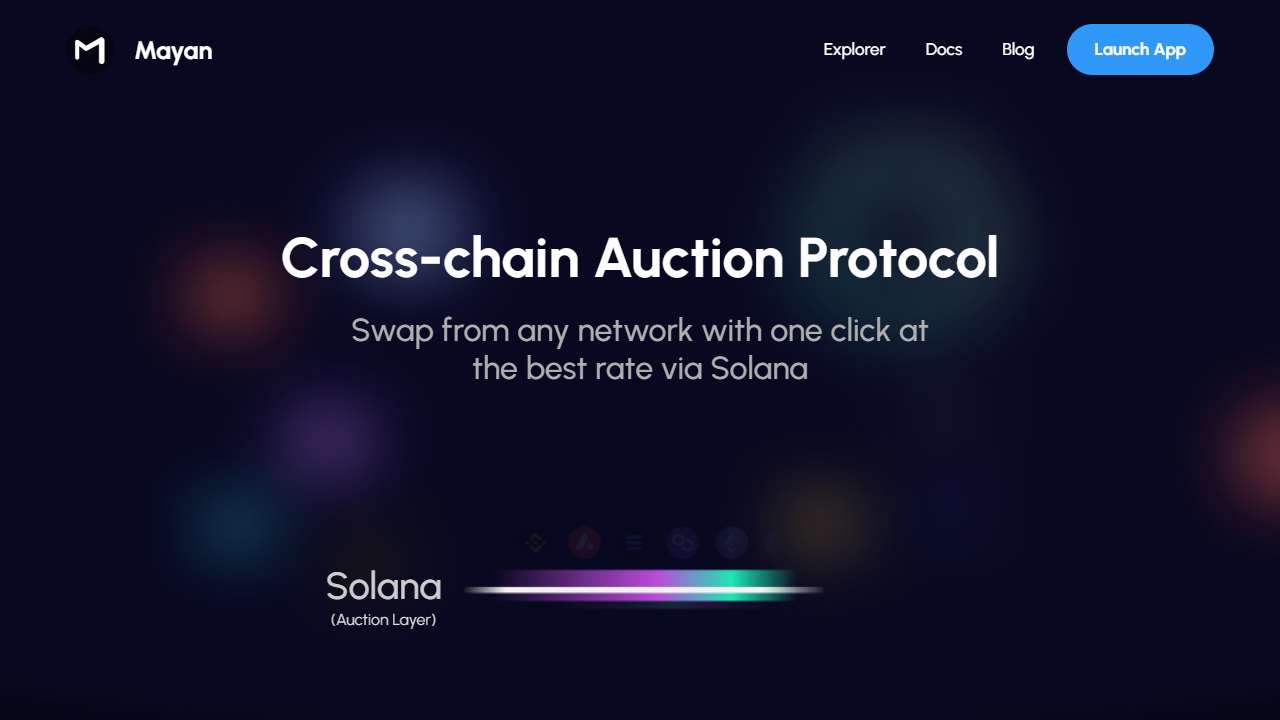 Mayan
Explorer
Docs
Blog
Launch App
Cross-chain Auction Protocol
Swap from any network with one click at
the best rate via Solana
Solana
(Auction Layer)